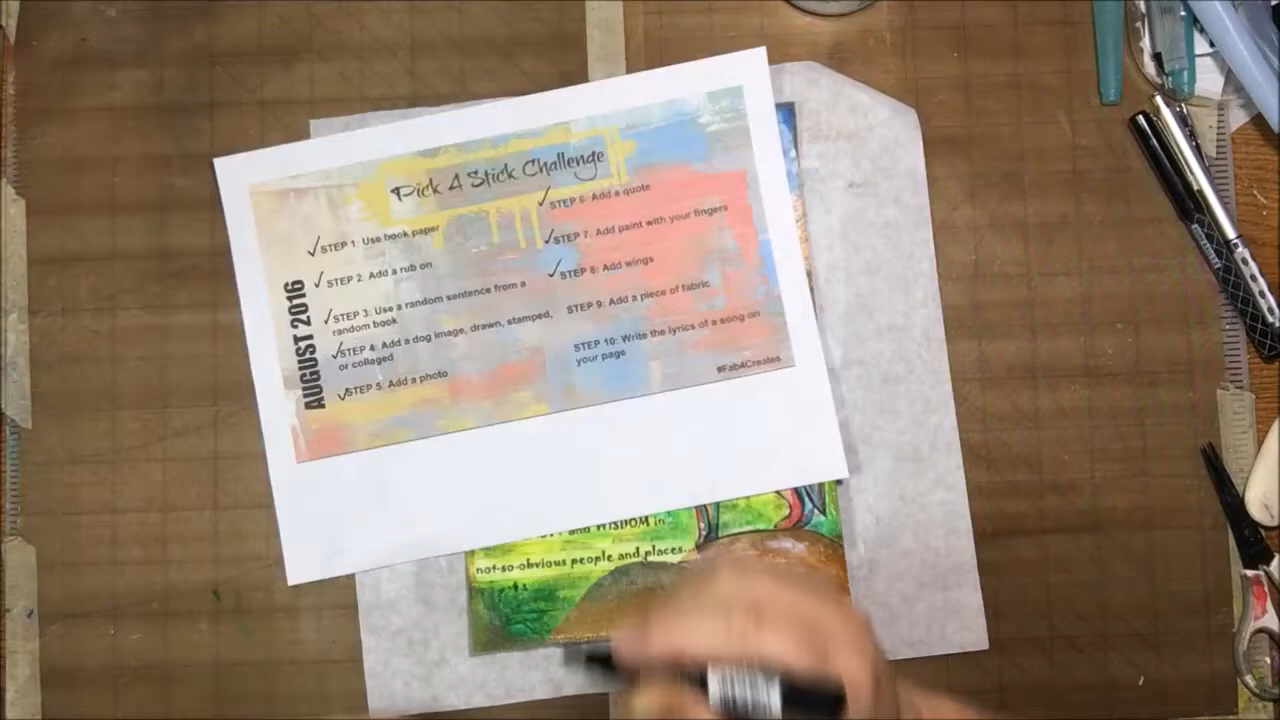 Pick A Stick Challenge
AUGUST 2016
STEP 1: Use book paper
STEP 2: Add a rub on
STEP 3: Use a random sentence from a
random book
STEP 4: Add a dog image, drawn, stamped,
or collaged
STEP 5: Add a photo
STEP 6: Add a quote
STEP 7: Add paint with your fingers
STEP 8: Add wings
STEP 9: Add a piece of fabric
STEP 10: Write the lyrics of a song on
your page
#Fab4Creates
and WISDOM in
not-so-obvious people and places...